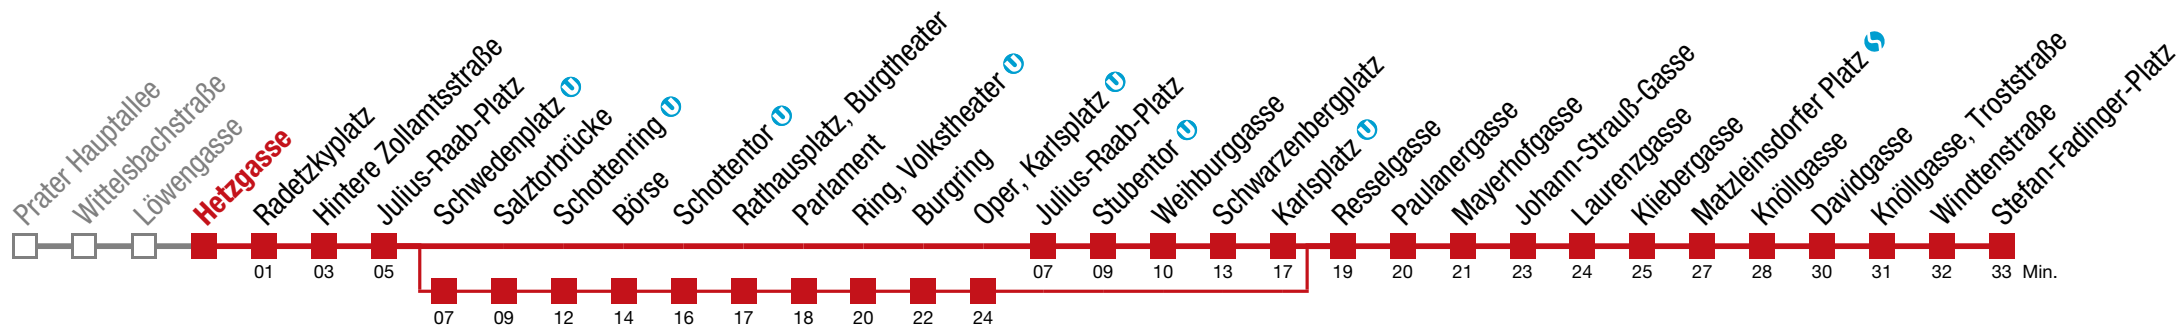 Prater Hauptallee
Wittelsbachstraße
Löwengasse
Hetzgasse
Radetzkyplatz
Hintere Zollamtsstraße
Julius-Raab-Platz
Schwedenplatz U
Salztorbrücke
Schottenring U
Börse
Schottentor U
Rathausplatz, Burgtheater
Parlament
Ring, Volkstheater U
Burgring
Oper, Karlsplatz U
Julius-Raab-Platz
Stubentor U
Weihburggasse
Schwarzenbergplatz
Karlsplatz U
Resselgasse
Paulanergasse
Mayerhofgasse
Johann-Strauß-Gasse
Laurenzgasse
Kliebergasse
Matzleinsdorfer Platz S
Knöllgasse
Davidgasse
Knöllgasse, Troststraße
Windtenstraße
Stefan-Fadinger-Platz
01 03 05 07 09 10 13 17 19 20 21 23 24 25 27 28 30 31 32 33 Min.
07 09 12 14 16 17 18 20 22 24